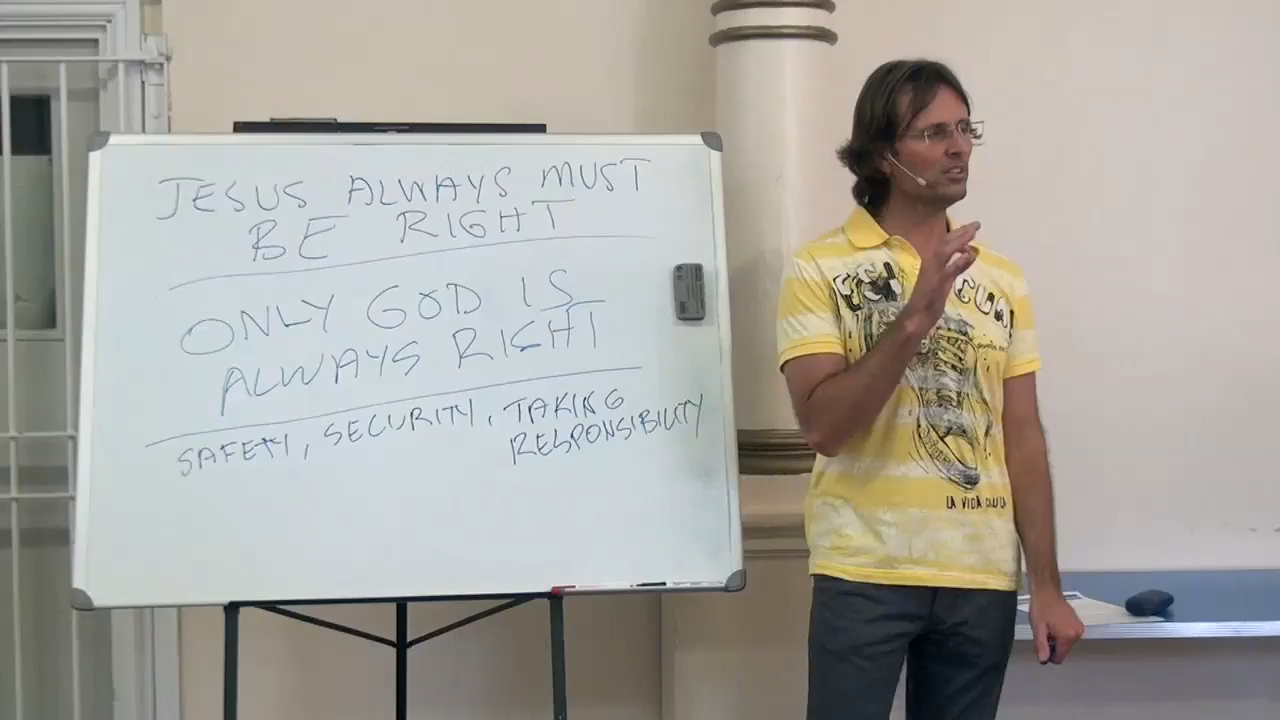 JESUS ALWAYS MUST
BE RIGHT
ONLY GOD IS
ALWAYS RIGHT
SAFETY, SECURITY, TAKING
RESPONSIBILITY
LA VIDA